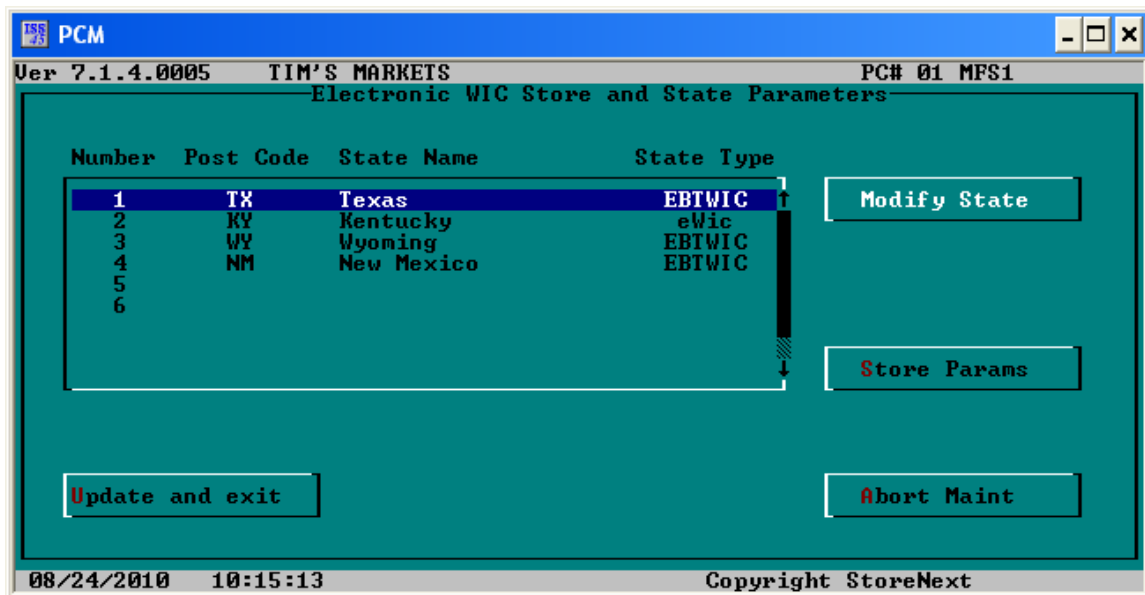 ISS 45 PCM
Ver 7.1.4.0005 TIM'S MARKETS PC# 01 MFS1
Electronic WIC Store and State Parameters
Number Post Code State Name State Type
1 TX Texas EBTWIC
2 KY Kentucky eWic
3 WY Wyoming EBTWIC
4 NM New Mexico EBTWIC
5
6
Modify State
Store Params
Update and exit
Abort Maint
08/24/2010 10:15:13 Copyright StoreNext